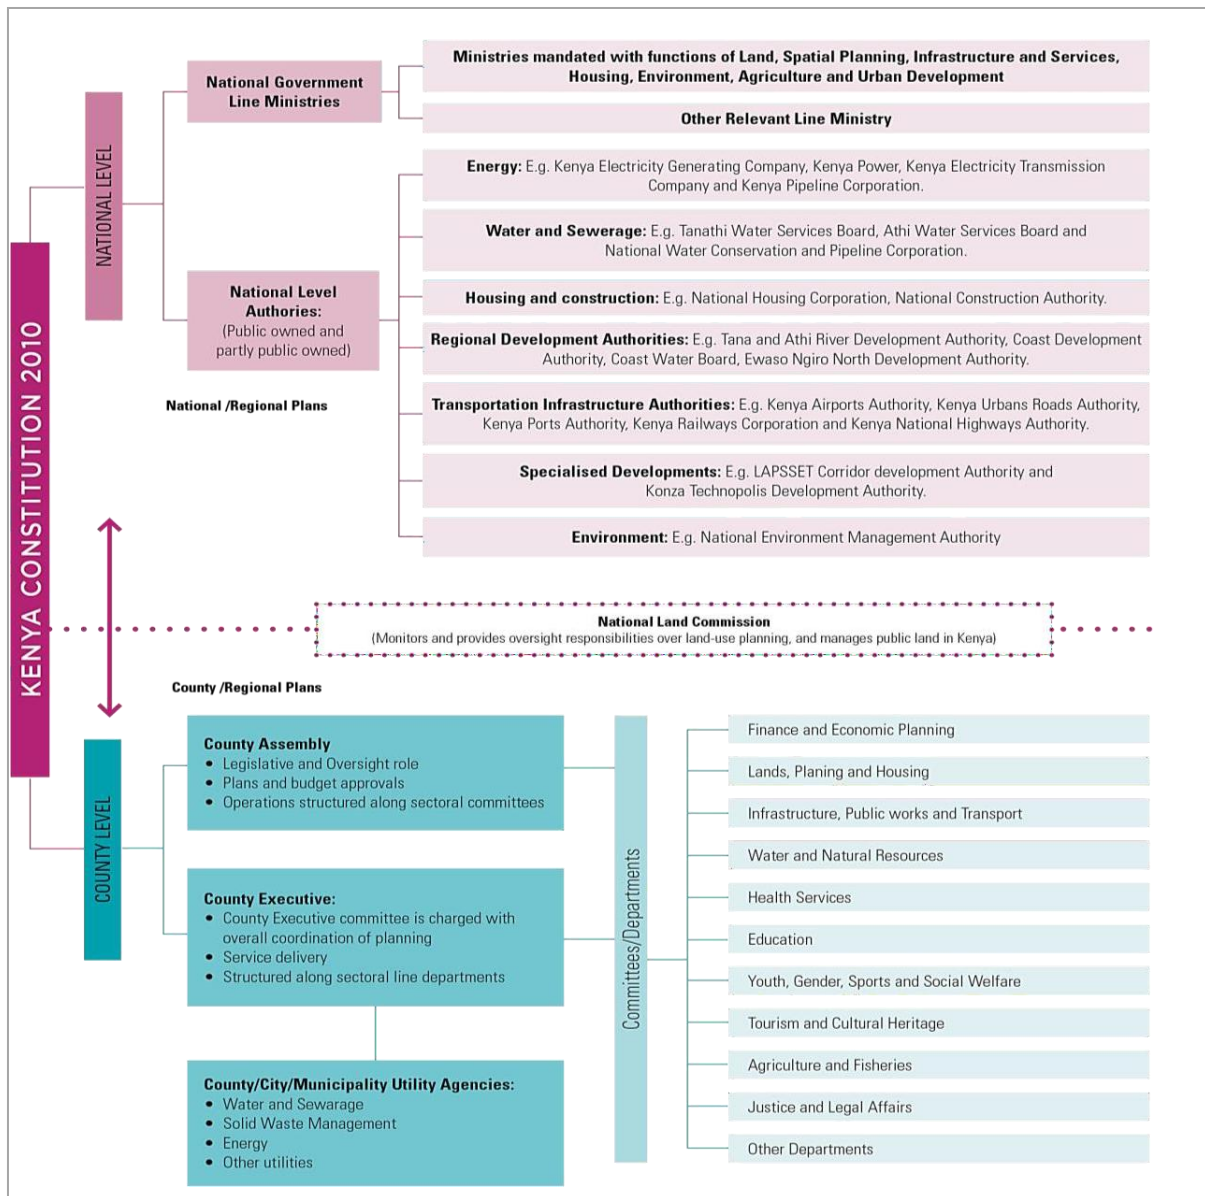 KENYA CONSTITUTION 2010
NATIONAL LEVEL
National Government
Line Ministries
Ministries mandated with functions of Land, Spatial Planning, Infrastructure and Services,
Housing, Environment, Agriculture and Urban Development
Other Relevant Line Ministry
National Level
Authories:
(Public owned and
partly public owned)
Energy: E.g. Kenya Electricity Generating Company, Kenya Power, Kenya Electricity Transmission
Company and Kenya Pipeline Corporation.
Water and Sewerage: E.g. Tanathi Water Services Board, Athi Water Services Board and
National Water Conservation and Pipeline Corporation.
Housing and construction: E.g. National Housing Corporation, National Construction Authority.
Regional Development Authorities: E.g. Tana and Athi River Development Authority, Coast Development
Authority, Coast Water Board, Ewaso Ngiro North Development Authority.
Transportation Infrastructure Authorities: E.g. Kenya Airports Authority, Kenya Urbans Roads Authority,
Kenya Ports Authority, Kenya Railways Corporation and Kenya National Highways Authority.
Specialised Developments: E.g. LAPSSET Corridor development Authority and
Konza Technopolis Development Authority.
Environment: E.g. National Environment Management Authority
National /Regional Plans
National Land Commission
(Monitors and provides oversight responsibilities over land-use planning, and manages public land in Kenya)
County /Regional Plans
COUNTY LEVEL
County Assembly
• Legislative and Oversight role
• Plans and budget approvals
• Operations structured along sectoral committees
County Executive:
• County Executive committee is charged with
overall coordination of planning
• Service delivery
• Structured along sectoral line departments
County/City/Municipality Utility Agencies:
• Water and Sewarage
• Solid Waste Management
• Energy
• Other utilities
Committees/Departments
Finance and Economic Planning
Lands, Planing and Housing
Infrastructure, Public works and Transport
Water and Natural Resources
Health Services
Education
Youth, Gender, Sports and Social Welfare
Tourism and Cultural Heritage
Agriculture and Fisheries
Justice and Legal Affairs
Other Departments